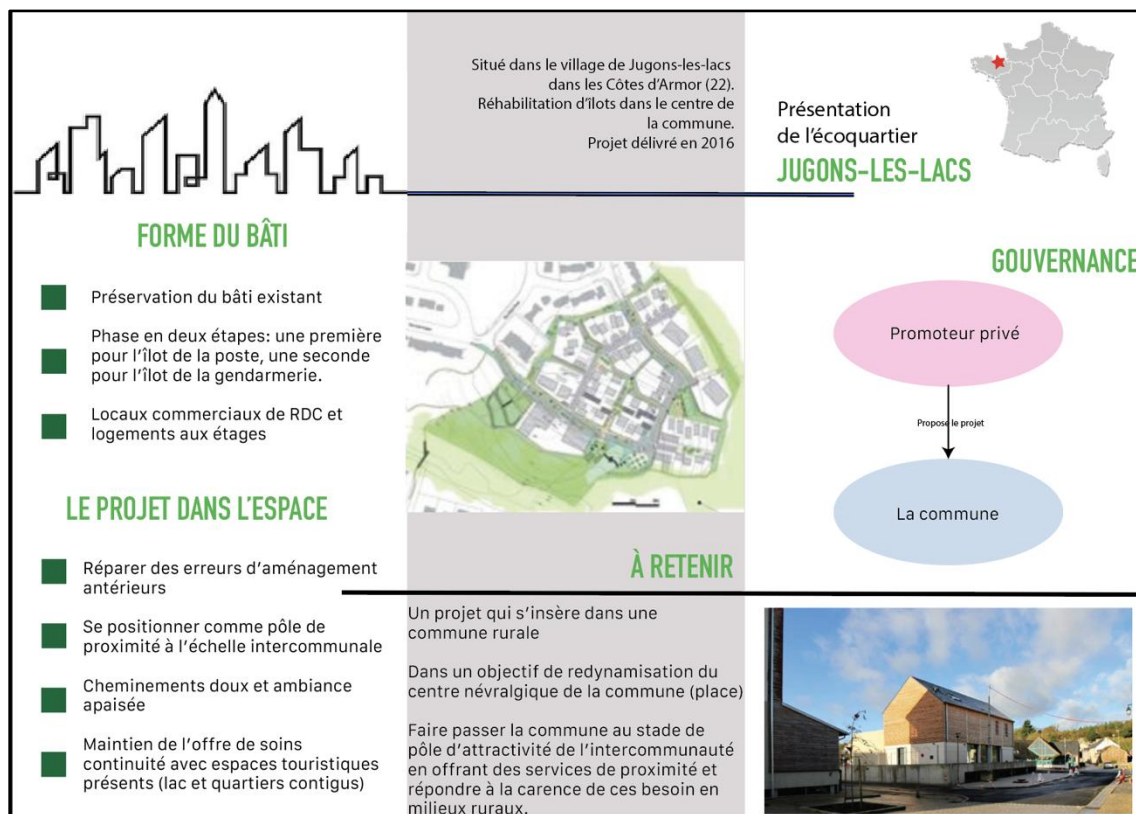 Situé dans le village de Jugons-les-lacs
dans les Côtes d'Armor (22).
Réhabilitation d'îlots dans le centre de
la commune.
Projet délivré en 2016
Présentation
de l'écoquartier
JUGONS-LES-LACS
FORME DU BÂTI
Préservation du bâti existant
Phase en deux étapes: une première
pour l'îlot de la poste, une seconde
pour l'îlot de la gendarmerie.
Locaux commerciaux de RDC et
logements aux étages
LE PROJET DANS L'ESPACE
Réparer des erreurs d'aménagement
antérieurs
Se positionner comme pôle de
proximité à l'échelle intercommunale
Cheminements doux et ambiance
apaisée
Maintien de l'offre de soins
continuité avec espaces touristiques
présents (lac et quartiers contigus)
À RETENIR
Un projet qui s'insère dans une
commune rurale
Dans un objectif de redynamisation du
centre névralgique de la commune (place)
Faire passer la commune au stade de
pôle d'attractivité de l'intercommunauté
en offrant des services de proximité et
répondre à la carence de ces besoin en
milieux ruraux.
GOUVERNANCE
Promoteur privé
Propose le projet
La commune